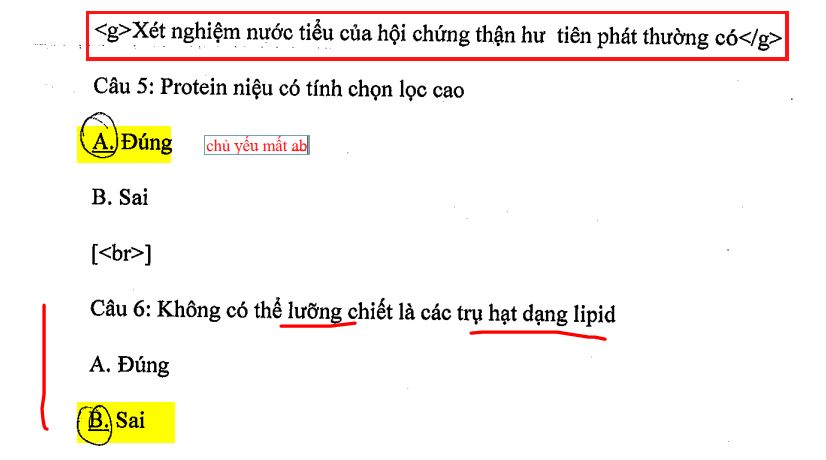 <g>Xét nghiệm nước tiểu của hội chứng thận hư tiên phát thường có</g>
Câu 5: Protein niệu có tính chọn lọc cao
A. Đúng
chủ yếu mất ab
B. Sai
[<br>]
Câu 6: Không có thể lưỡng chiết là các trụ hạt dạng lipid
A. Đúng
B. Sai